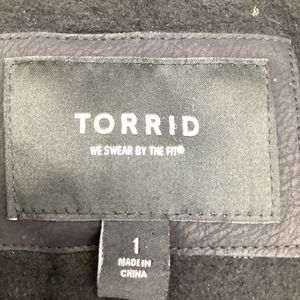 TORRID
WE SWEAR BY THE FIT®
1
MADE IN
CHINA